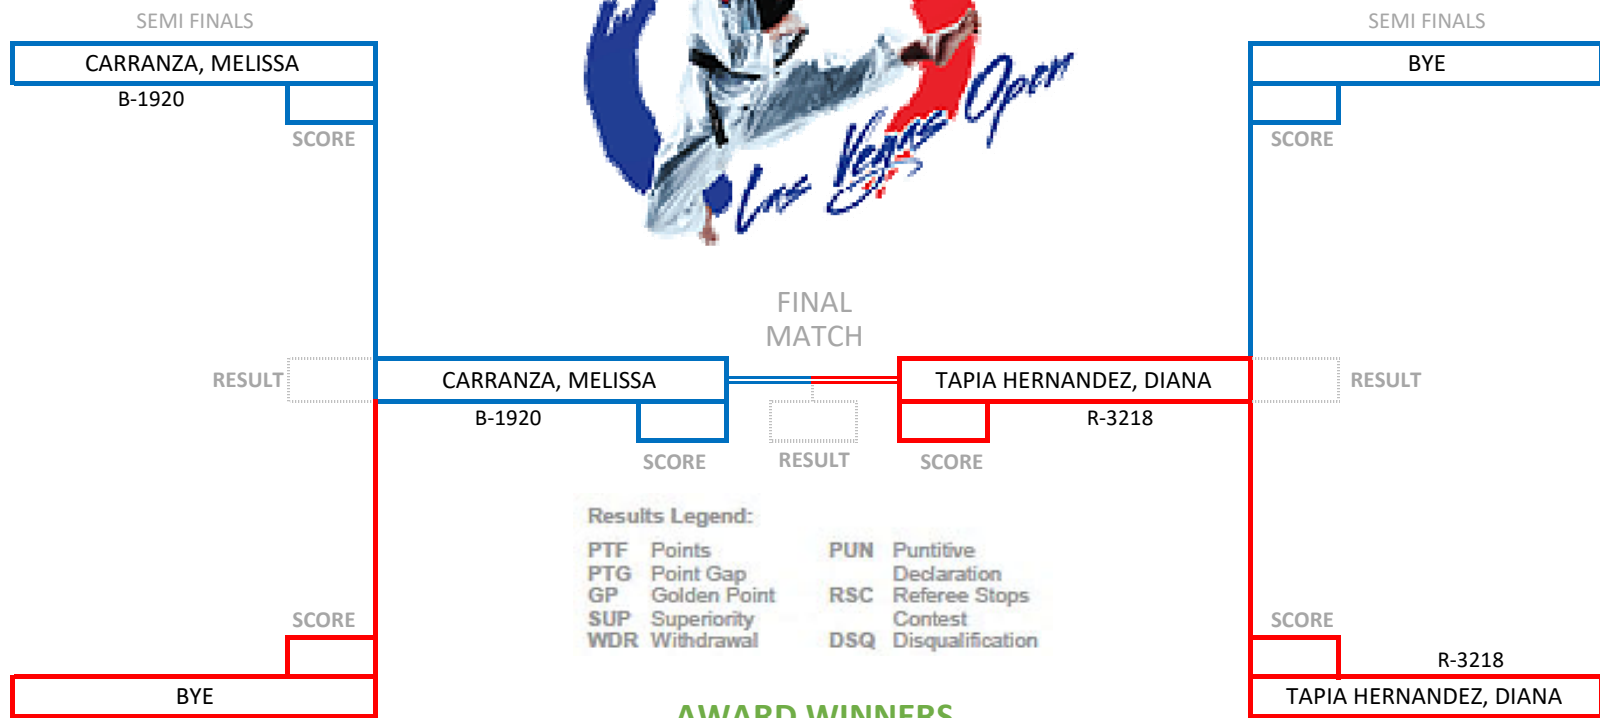 SEMI FINALS
SEMI FINALS
CARRANZA, MELISSA
BYE
B-1920
SCORE
SCORE
Las Vegas Open
FINAL
MATCH
RESULT
CARRANZA, MELISSA
TAPIA HERNANDEZ, DIANA
RESULT
B-1920
R-3218
SCORE
RESULT
SCORE
Results Legend:
PTF Points
PTG Point Gap
GP Golden Point
SUP Superiority
WDR Withdrawal
PUN Puntitive
Declaration
RSC Referee Stops
Contest
DSQ Disqualification
SCORE
SCORE
R-3218
BYE
TAPIA HERNANDEZ, DIANA
AWARD WINNERS